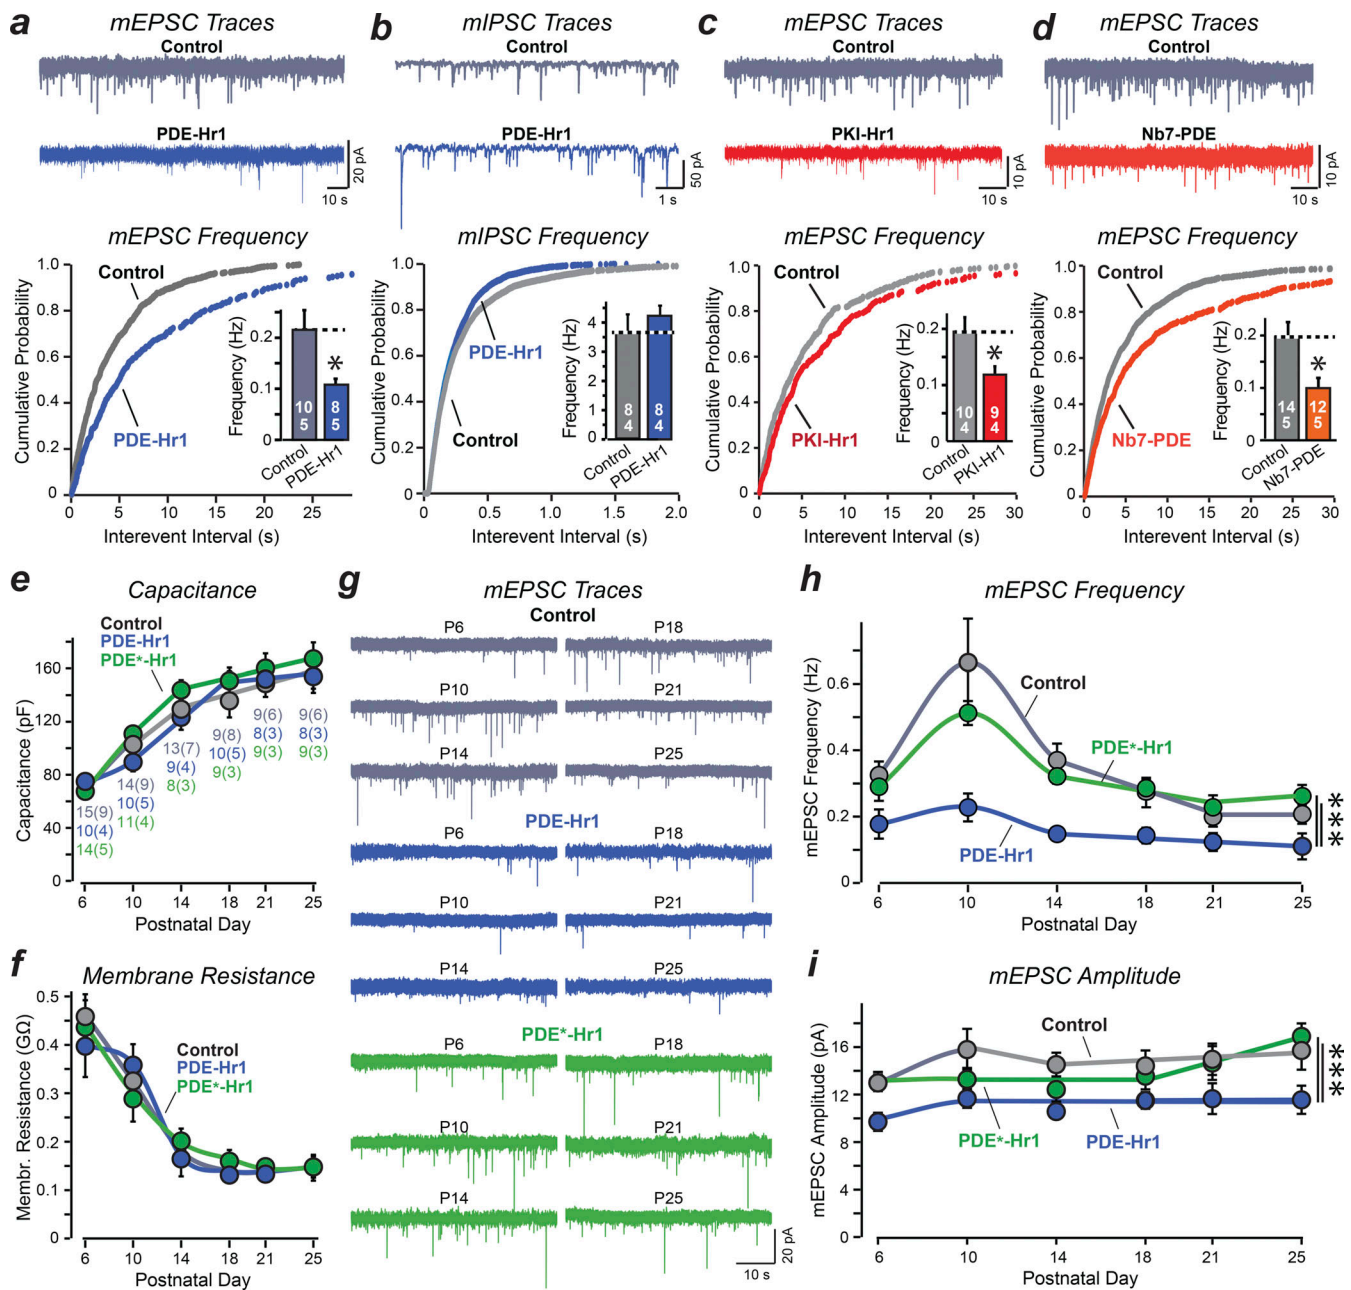 a
mEPSC Traces
Control
PDE-Hr1
20 pA
10 s
mEPSC Frequency
Cumulative Probability
1.0
0.8
0.6
0.4
0.2
0
Control
PDE-Hr1
Frequency (Hz)
0.2
0.1
0
10
5
8
5
*
Control
PDE-Hr1
0
5
10
15
20
25
Interevent Interval (s)
b
mIPSC Traces
Control
PDE-Hr1
50 pA
1 s
mIPSC Frequency
Cumulative Probability
1.0
0.8
0.6
0.4
0.2
0
PDE-Hr1
Control
Frequency (Hz)
4
3
2
1
0
8
4
8
4
Control
PDE-Hr1
0
0.5
1.0
1.5
2.0
Interevent Interval (s)
c
mEPSC Traces
Control
PKI-Hr1
10 pA
10 s
mEPSC Frequency
Cumulative Probability
1.0
0.8
0.6
0.4
0.2
0
Control
PKI-Hr1
Frequency (Hz)
0.2
0.1
0
10
4
9
4
*
Control
PKI-Hr1
0
5
10
15
20
25
30
Interevent Interval (s)
d
mEPSC Traces
Control
Nb7-PDE
10 pA
10 s
mEPSC Frequency
Cumulative Probability
1.0
0.8
0.6
0.4
0.2
0
Control
Nb7-PDE
Frequency (Hz)
0.2
0.1
0
14
5
12
5
*
Control
Nb7-PDE
0
5
10
15
20
25
30
Interevent Interval (s)
e
Capacitance
Control
PDE-Hr1
PDE*-Hr1
Capacitance (pF)
160
120
80
40
0
15(9)
10(4)
14(5)
14(9)
10(5)
11(4)
13(7)
9(4)
8(3)
9(8)
10(5)
9(3)
9(6)
8(3)
9(3)
9(6)
8(3)
9(3)
6
10
14
18
21
25
Postnatal Day
f
Membrane Resistance
Membr. Resistance (GΩ)
0.5
0.4
0.3
0.2
0.1
0
Control
PDE-Hr1
PDE*-Hr1
6
10
14
18
21
25
Postnatal Day
g
mEPSC Traces
Control
P6
P18
P10
P21
P14
P25
PDE-Hr1
P6
P18
P10
P21
P14
P25
PDE*-Hr1
P6
P18
P10
P21
P14
P25
20 pA
10 s
h
mEPSC Frequency
mEPSC Frequency (Hz)
0.6
0.4
0.2
0
Control
PDE*-Hr1
PDE-Hr1
***
6
10
14
18
21
25
Postnatal Day
i
mEPSC Amplitude
mEPSC Amplitude (pA)
16
12
8
4
0
Control
PDE*-Hr1
PDE-Hr1
***
6
10
14
18
21
25
Postnatal Day